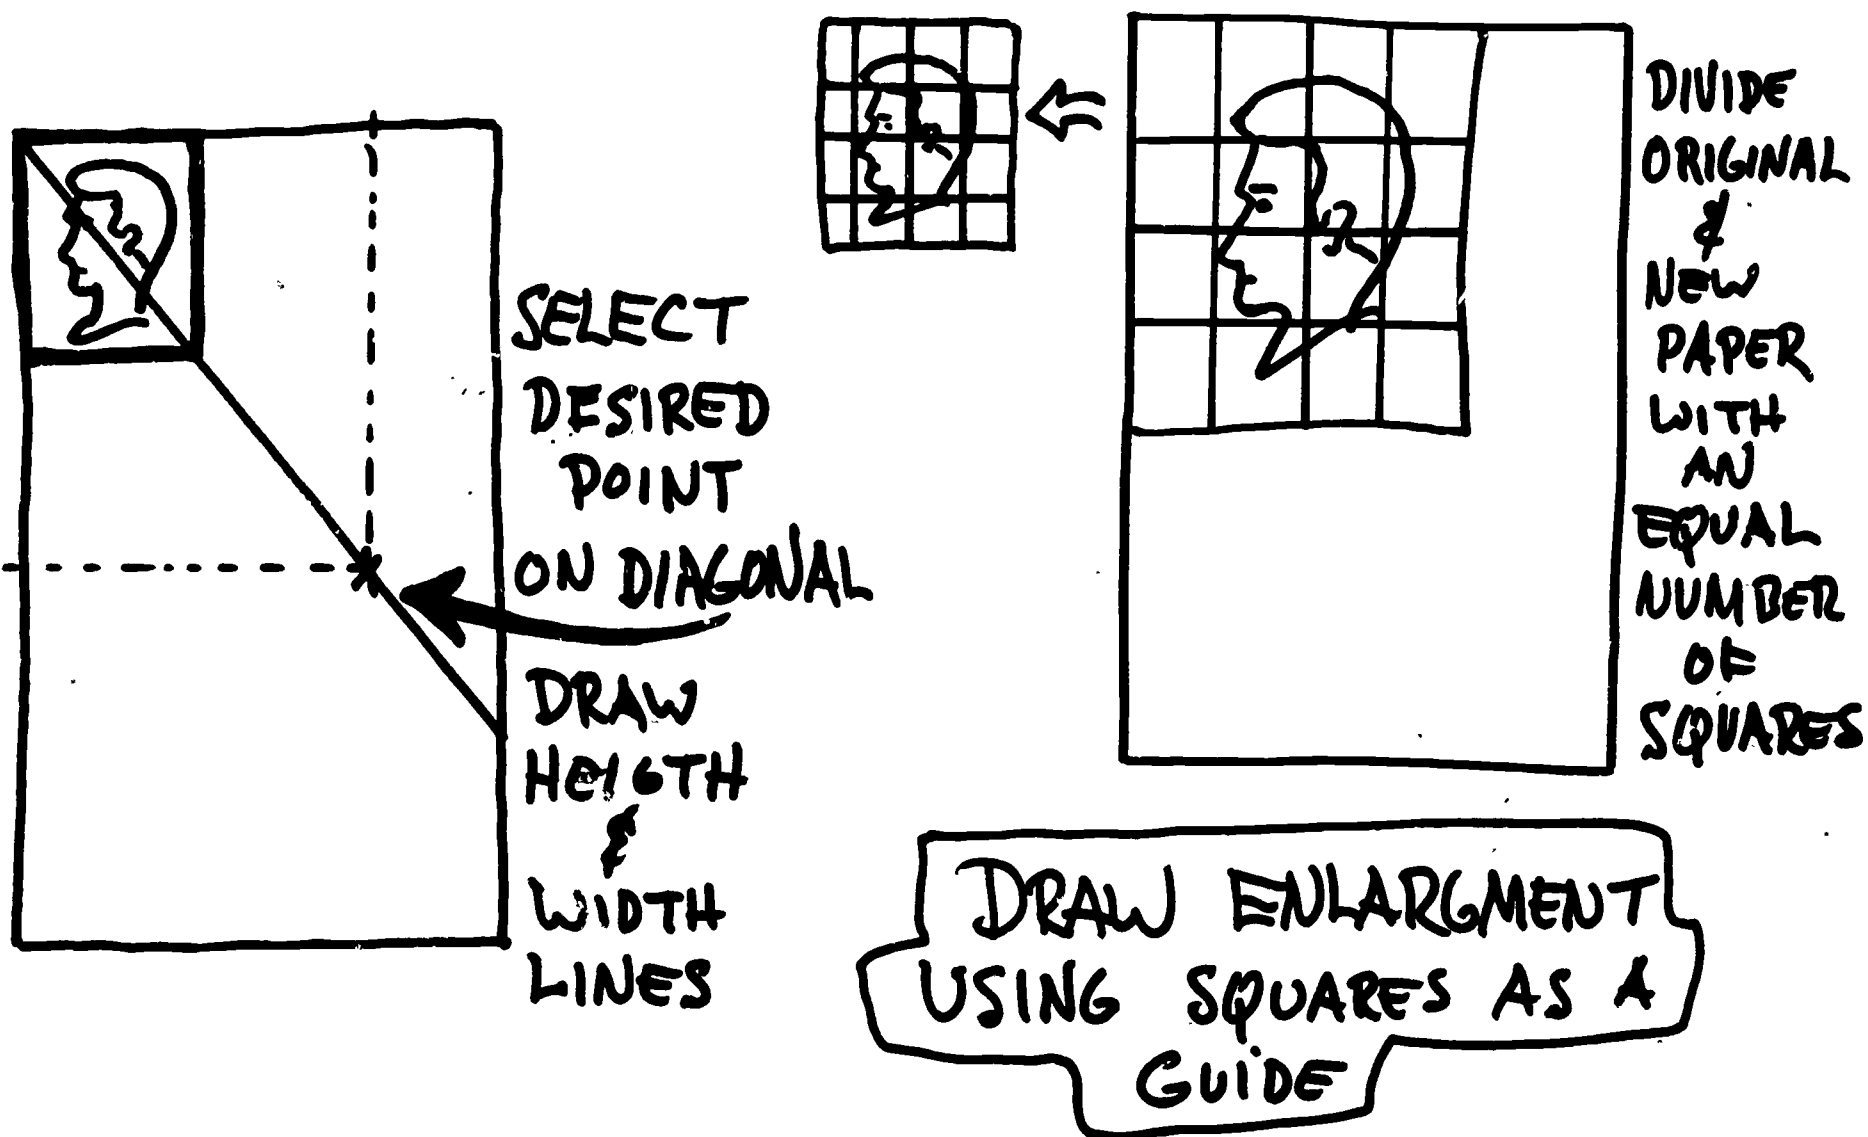 SELECT
DESIRED
POINT
ON DIAGONAL
DRAW
HEIGTH
&
WIDTH
LINES
DIVIDE
ORIGINAL
&
NEW
PAPER
WITH
AN
EQUAL
NUMBER
OF
SQUARES
DRAW ENLARGMENT
USING SQUARES AS A
GUIDE